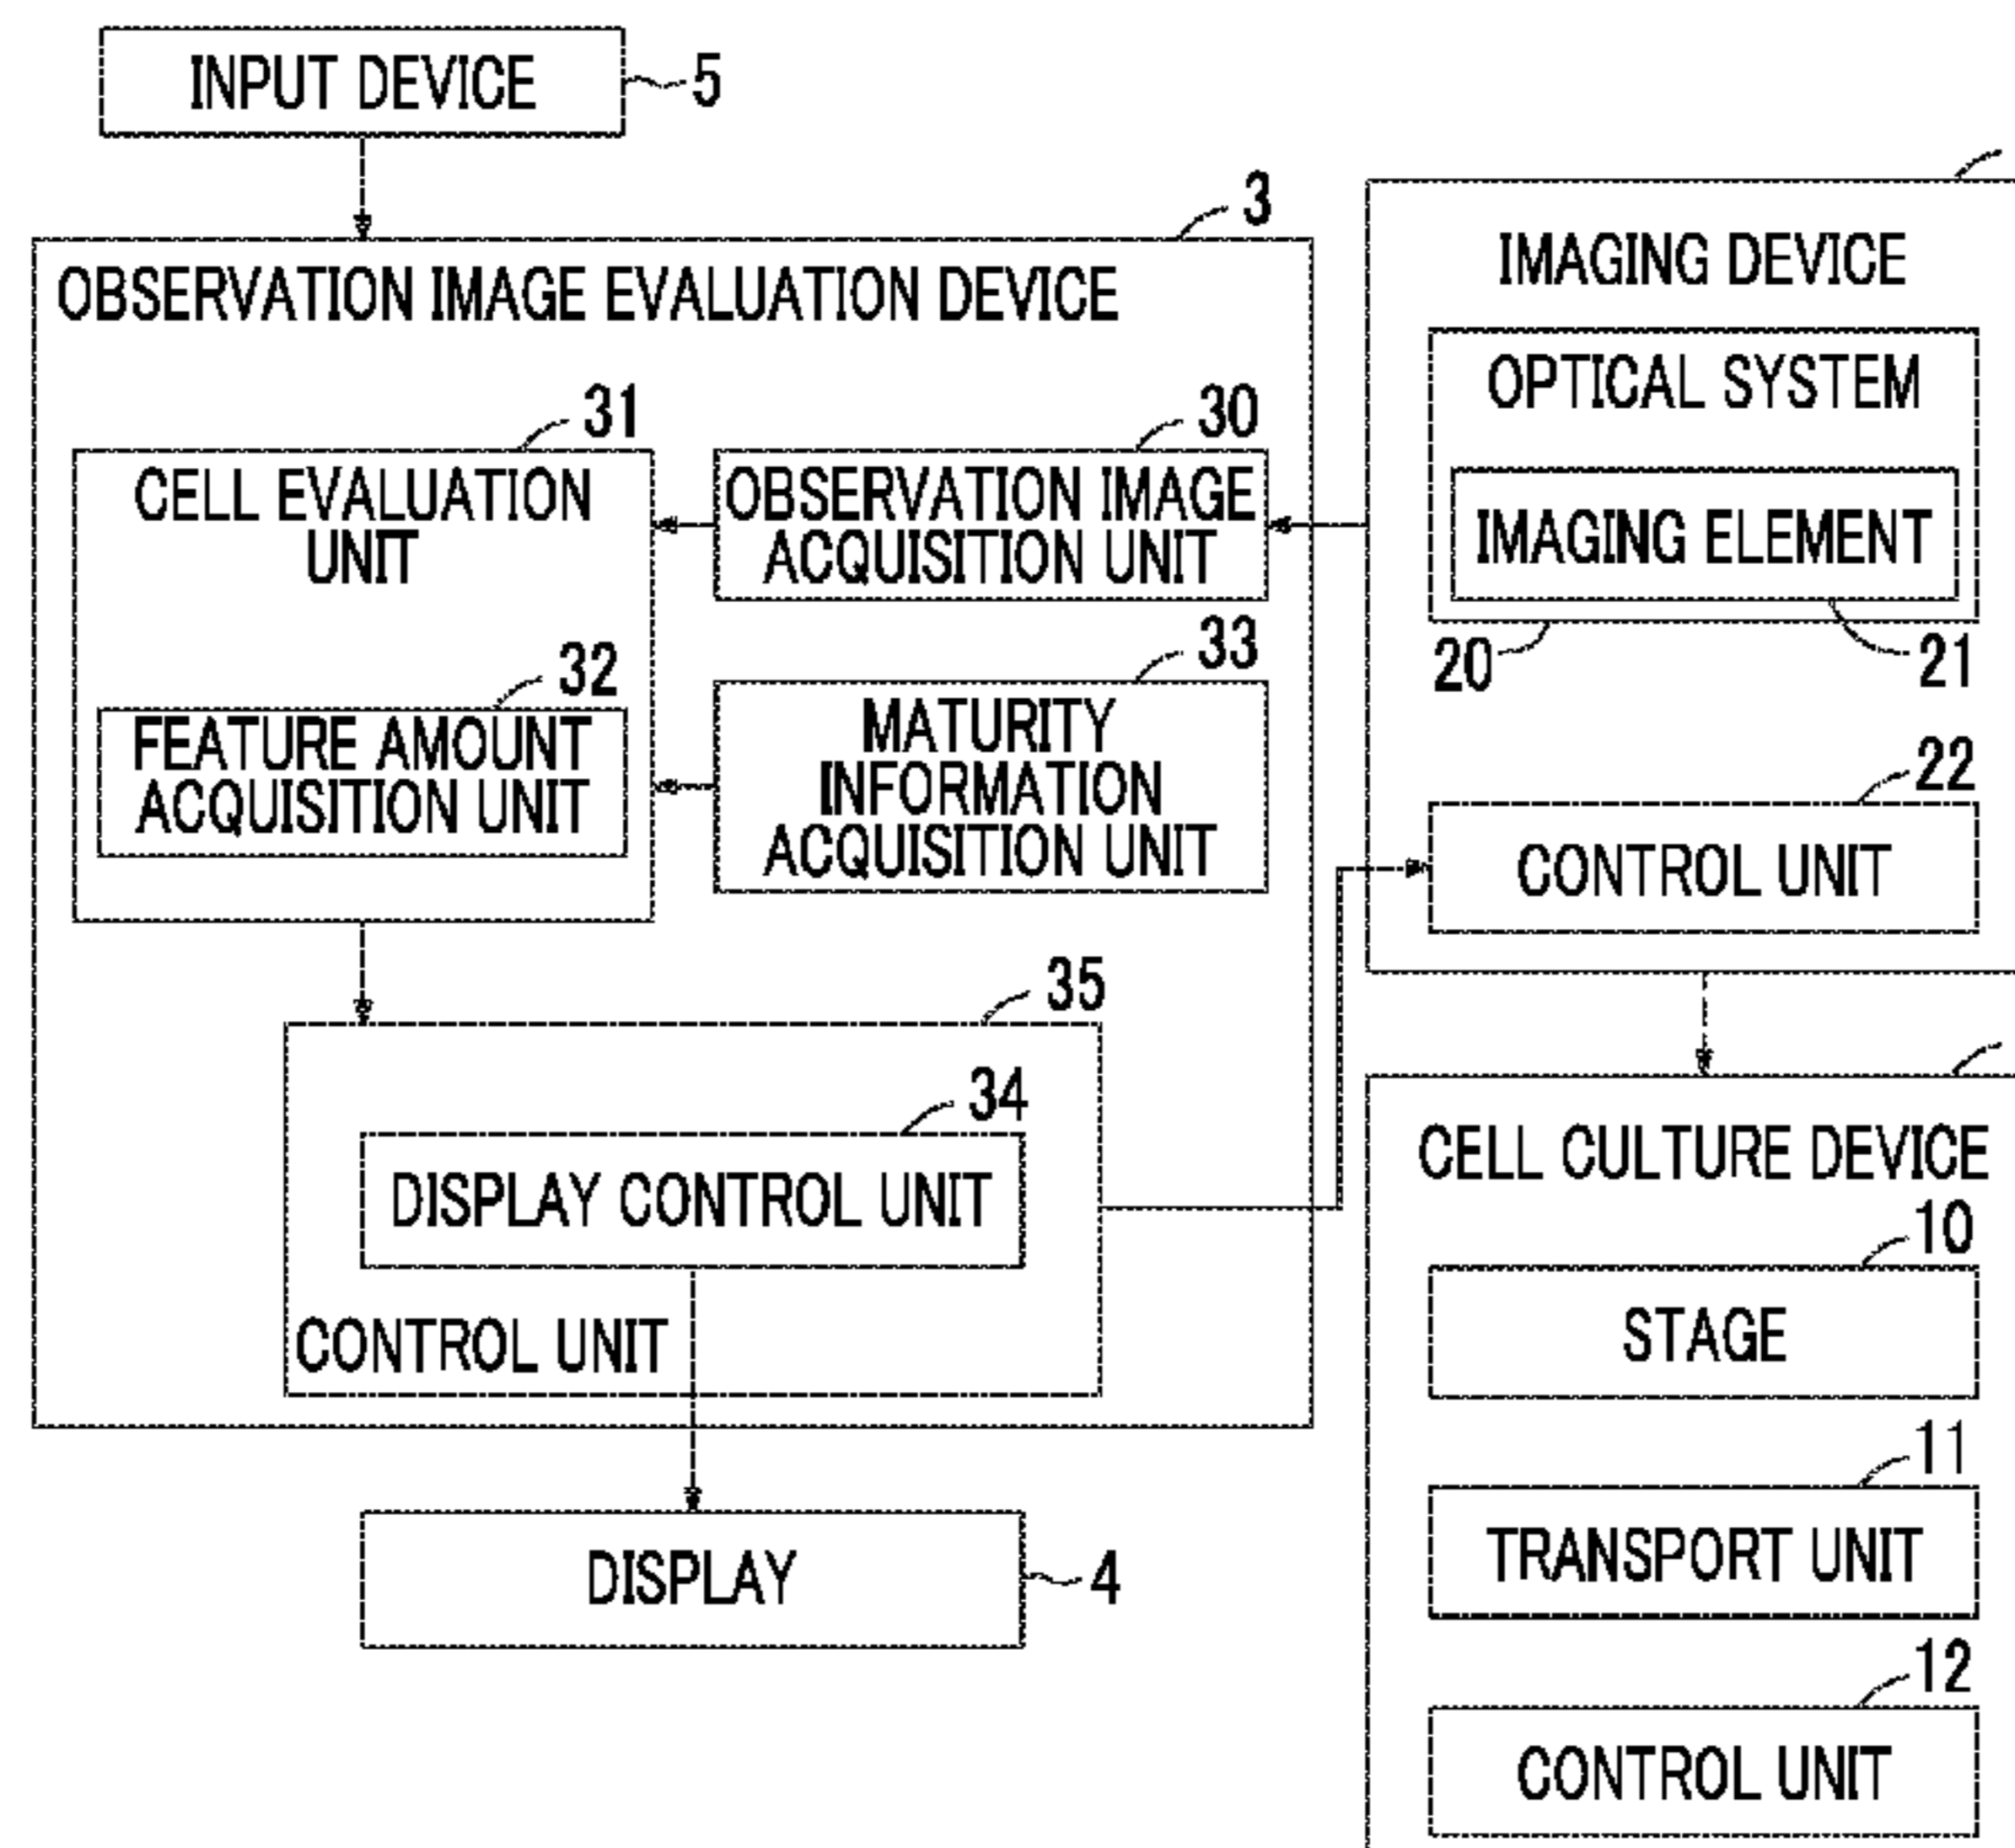 INPUT DEVICE
5
3
OBSERVATION IMAGE EVALUATION DEVICE
31
CELL EVALUATION
UNIT
30
OBSERVATION IMAGE
ACQUISITION UNIT
32
FEATURE AMOUNT
ACQUISITION UNIT
33
MATURITY
INFORMATION
ACQUISITION UNIT
35
34
DISPLAY CONTROL UNIT
CONTROL UNIT
DISPLAY
4
IMAGING DEVICE
OPTICAL SYSTEM
IMAGING ELEMENT
20
21
22
CONTROL UNIT
CELL CULTURE DEVICE
10
STAGE
11
TRANSPORT UNIT
12
CONTROL UNIT